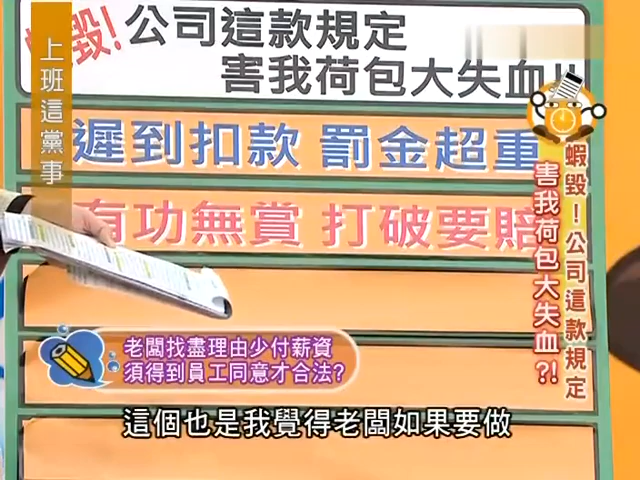 上班這黨事
蝦毀!公司這款規定
害我荷包大失血!!
遲到扣款 罰金超重
有功無賞 打破要賠
蝦毀!公司這款規定
害我荷包大失血?!
老闆找盡理由少付薪資
須得到員工同意才合法?
這個也是我覺得老闆如果要做